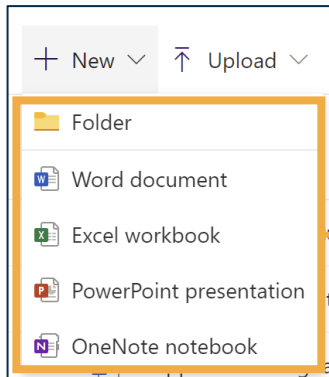 New Upload
Folder
Word document
Excel workbook
PowerPoint presentation
OneNote notebook